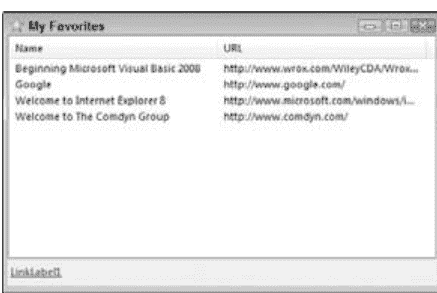 My Favorites
Name URL
Beginning Microsoft Visual Basic 2008 http://www.wrox.com/WileyCDA/Wrox...
Google http://www.google.com/
Welcome to Internet Explorer 8 http://www.microsoft.com/windows/i...
Welcome to The Comdyn Group http://www.comdyn.com/
LinkLabel1